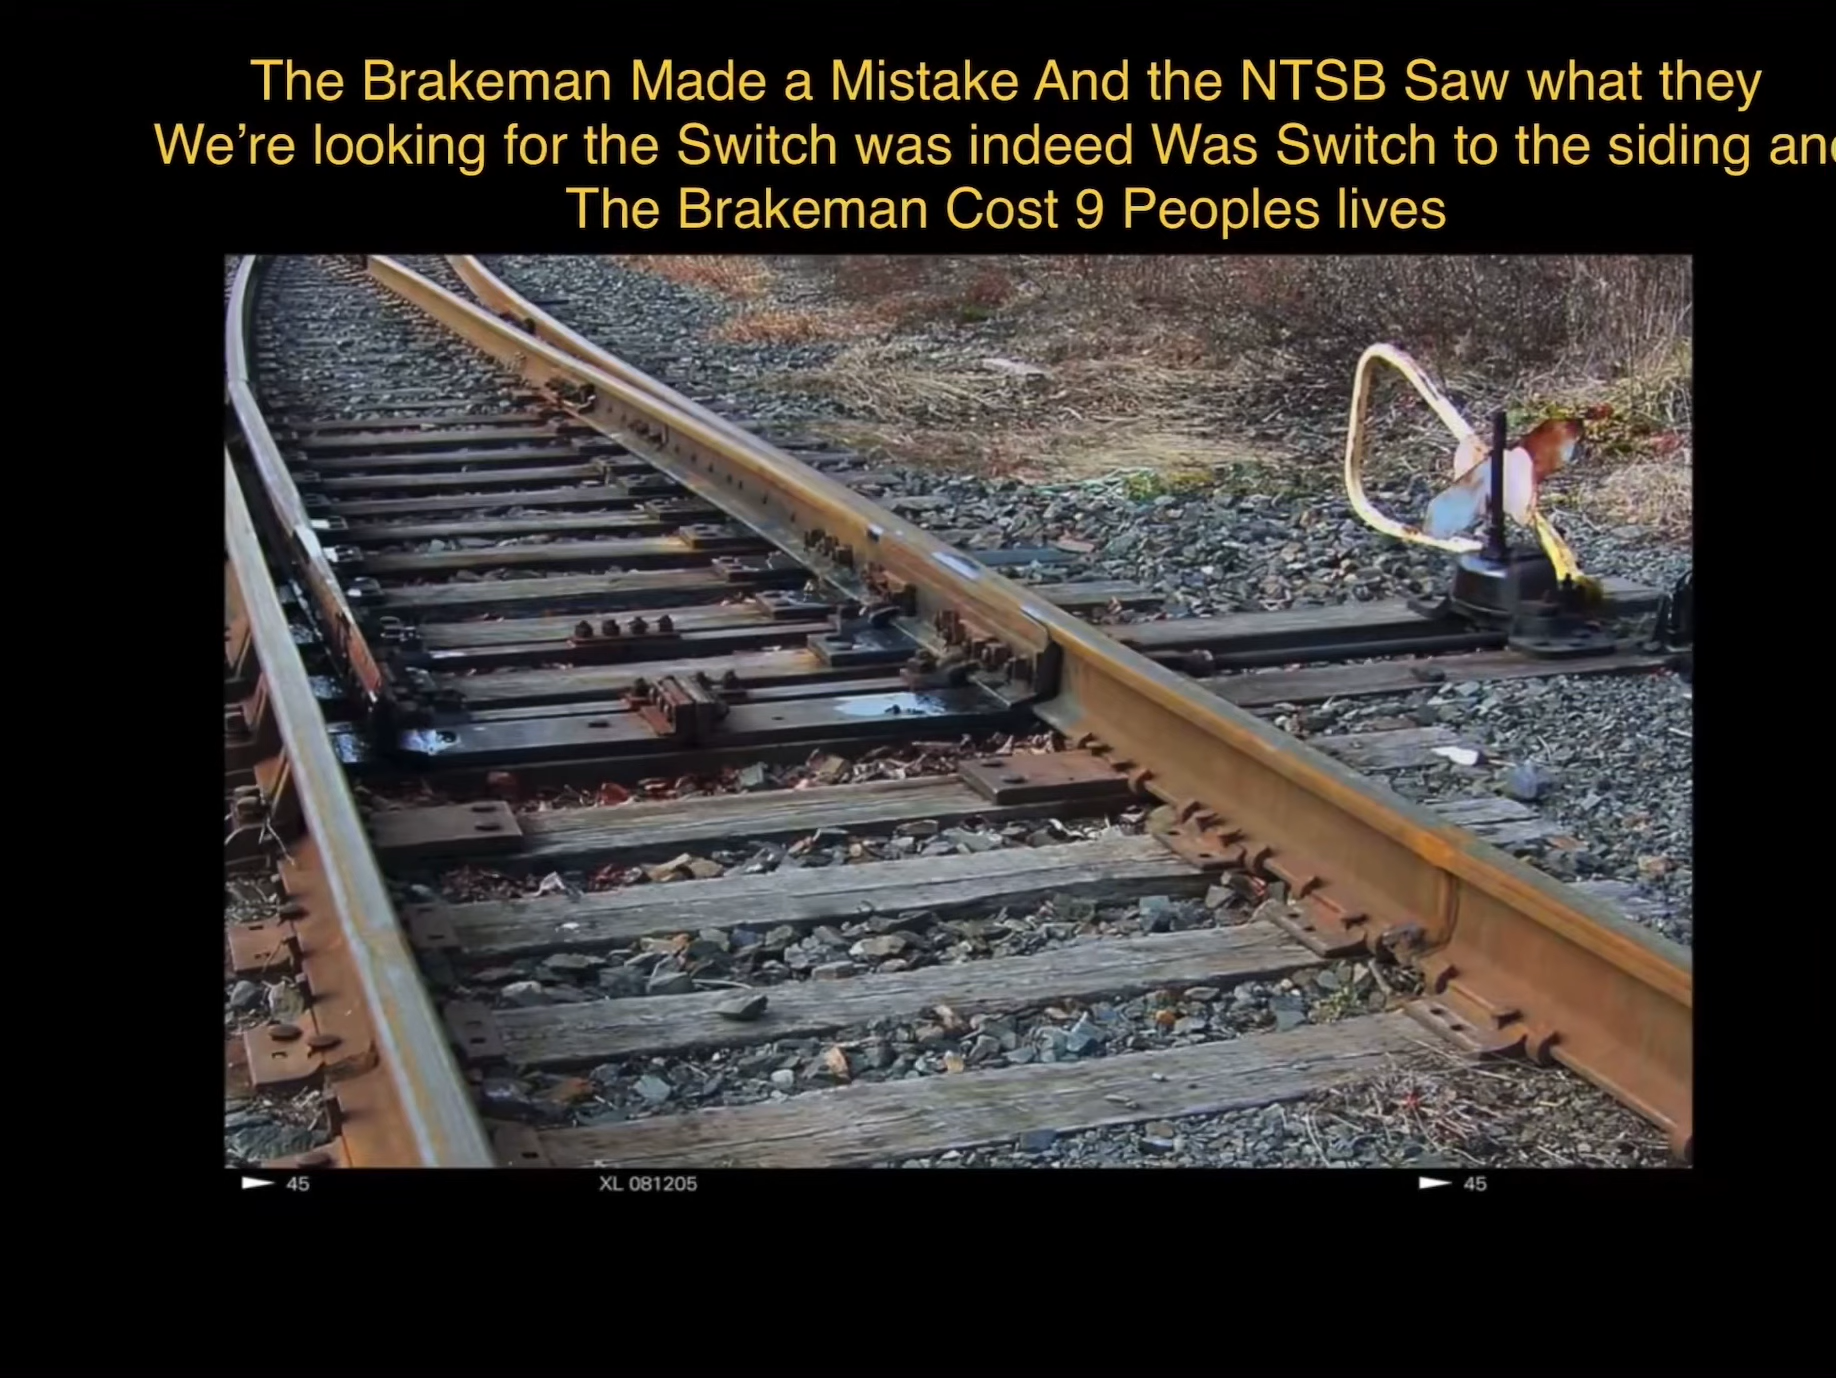 The Brakeman Made a Mistake And the NTSB Saw what they
We’re looking for the Switch was indeed Was Switch to the siding and
The Brakeman Cost 9 Peoples lives
45 XL 081205 45